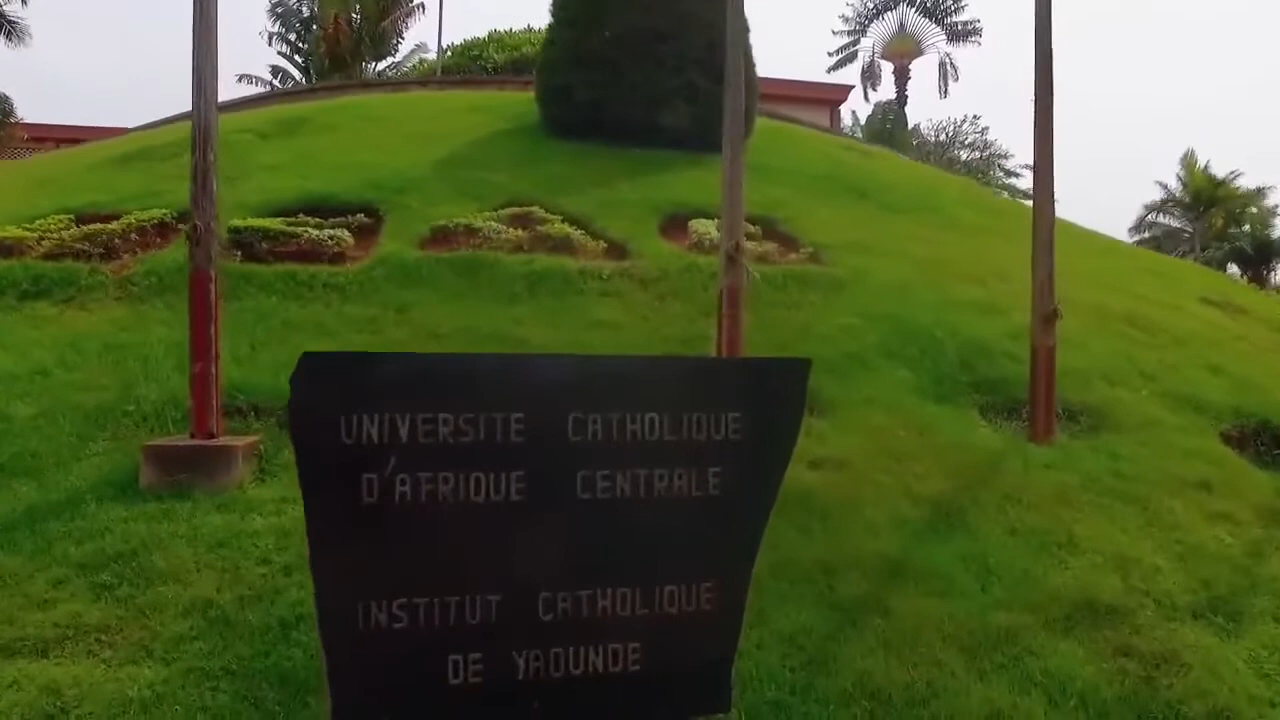 UNIVERSITE CATHOLIQUE
D'AFRIQUE CENTRALE
INSTITUT CATHOLIQUE
DE YAOUNDE